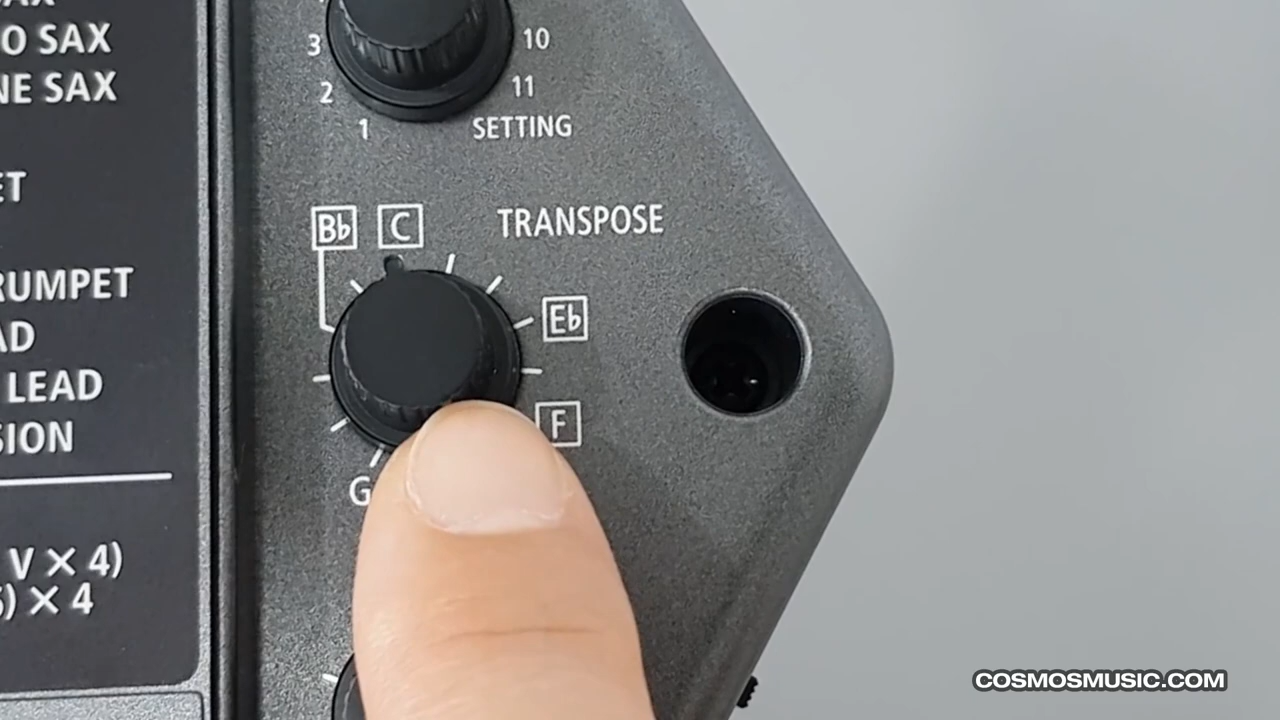 O SAX
NE SAX
ET
RUMPET
AD
LEAD
SION
V × 4)
) × 4
3
2
1
10
11
SETTING
B♭
C
TRANSPOSE
E♭
F
G
COSMOSMUSIC.COM